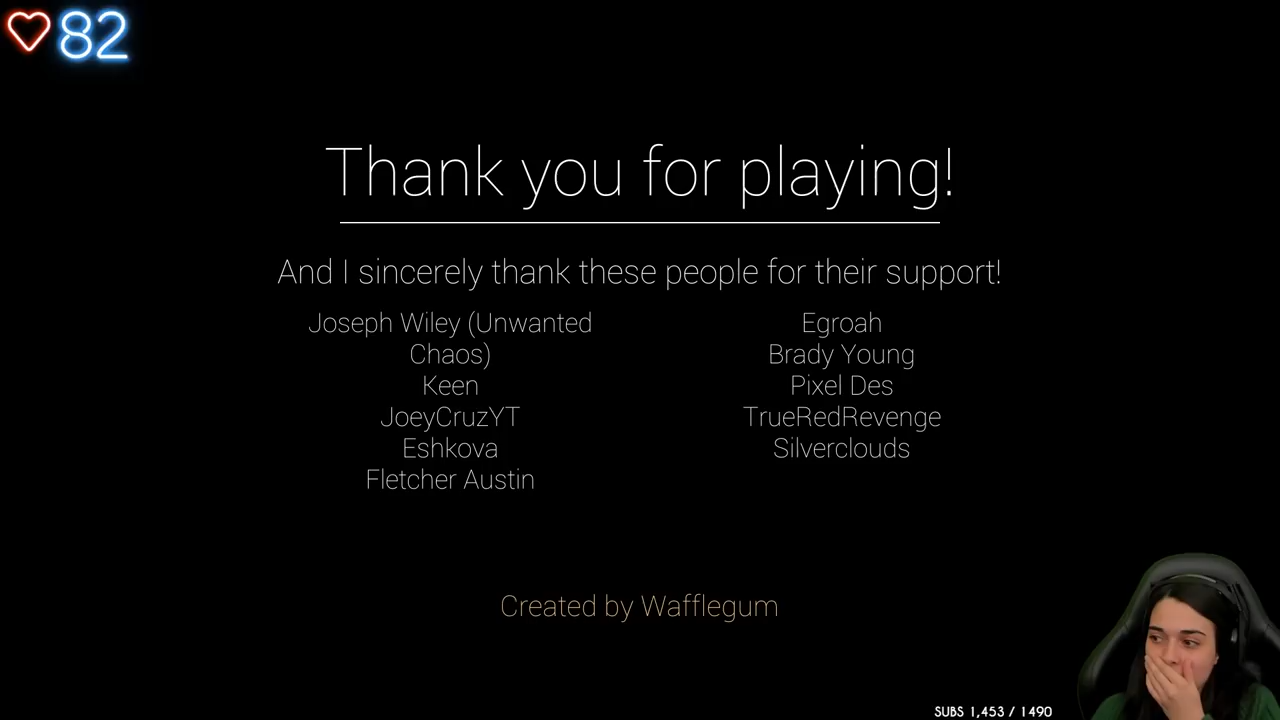 82
Thank you for playing!
And I sincerely thank these people for their support!
Joseph Wiley (Unwanted
Chaos)
Keen
JoeyCruzYT
Eshkova
Fletcher Austin
Egroah
Brady Young
Pixel Des
TrueRedRevenge
Silverclouds
Created by Wafflegum
SUBS 1,453 / 1490